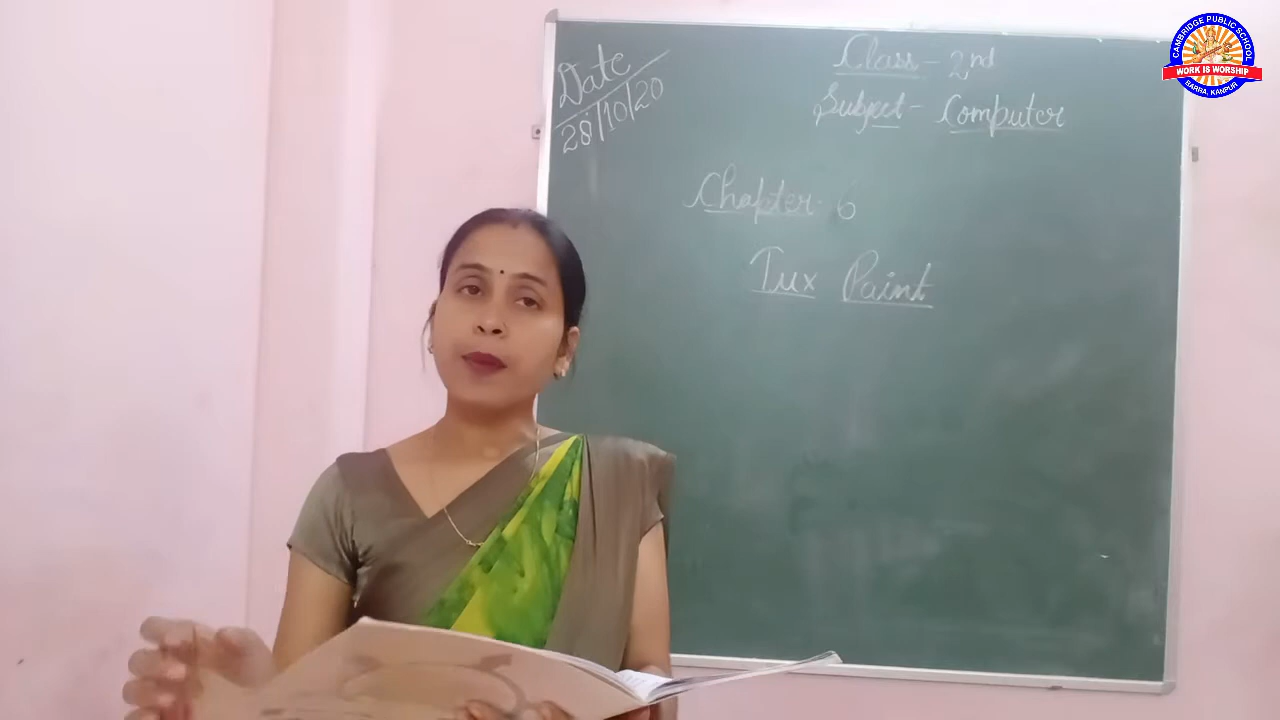 Date
28/10/20
Class - 2nd
Subject - Computer
Chapter - 6
Tux Paint
CAMBRIDGE PUBLIC SCHOOL
WORK IS WORSHIP
BARRA, KANPUR